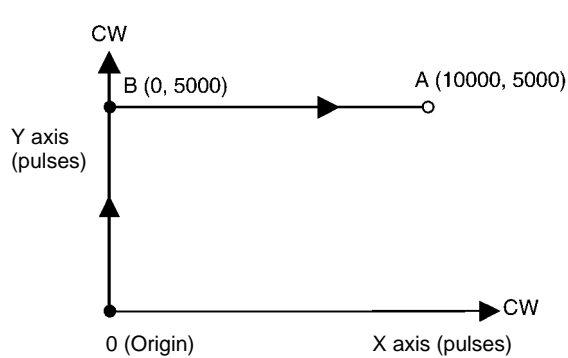 CW
B (0, 5000)
A (10000, 5000)
Y axis
(pulses)
CW
0 (Origin)
X axis (pulses)